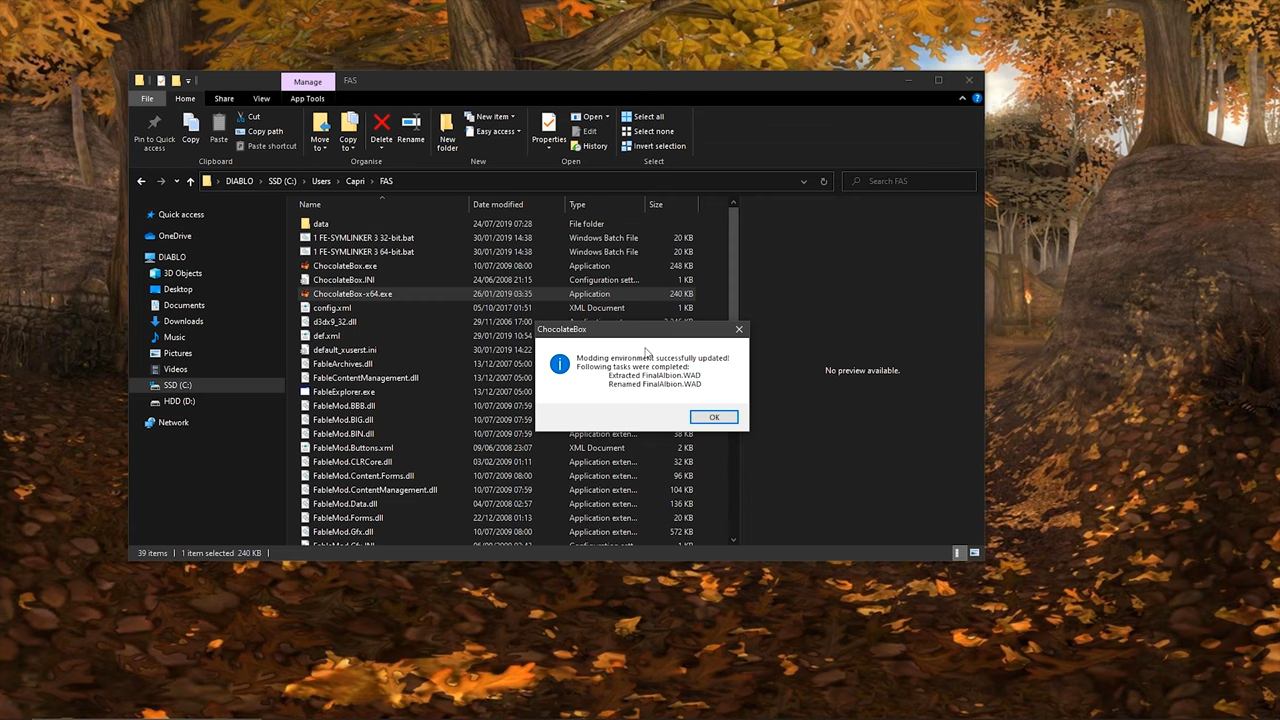 Manage
FAS
File
Home
Share
View
App Tools
Pin to Quick access
Copy
Paste
Cut
Copy path
Paste shortcut
Clipboard
Move to
Copy to
Delete
Rename
Organise
New folder
New item
Easy access
New
Properties
Open
Edit
History
Open
Select all
Select none
Invert selection
Select
DIABLO > SSD (C:) > Users > Capri > FAS
Search FAS
Name Date modified Type Size
Quick access
OneDrive
DIABLO
3D Objects
Desktop
Documents
Downloads
Music
Pictures
Videos
SSD (C:)
HDD (D:)
Network
data 24/07/2019 07:28 File folder
1 FE-SYMLINKER 3 32-bit.bat 30/01/2019 14:38 Windows Batch File 20 KB
1 FE-SYMLINKER 3 64-bit.bat 30/01/2019 14:38 Windows Batch File 20 KB
ChocolateBox.exe 10/07/2009 08:00 Application 248 KB
ChocolateBox.INI 24/06/2008 21:15 Configuration sett... 1 KB
ChocolateBox-x64.exe 26/01/2019 03:35 Application 240 KB
config.xml 05/10/2017 01:51 XML Document 1 KB
d3dx9_32.dll 29/11/2006 17:00
def.xml 29/01/2019 10:54
default_xuserst.ini 30/01/2019 14:22
FableArchives.dll 13/12/2007 05:00
FableContentManagement.dll 13/12/2007 05:00
FableExplorer.exe 13/12/2007 05:00
FableMod.BBB.dll 10/07/2009 07:59
FableMod.BIG.dll 10/07/2009 07:59
FableMod.BIN.dll 10/07/2009 07:59 Application exten... 38 KB
FableMod.Buttons.xml 09/06/2008 23:07 XML Document 2 KB
FableMod.CLRCore.dll 03/02/2009 01:11 Application exten... 32 KB
FableMod.Content.Forms.dll 10/07/2009 08:00 Application exten... 96 KB
FableMod.ContentManagement.dll 10/07/2009 07:59 Application exten... 104 KB
FableMod.Data.dll 04/07/2008 02:57 Application exten... 136 KB
FableMod.Forms.dll 22/12/2008 01:13 Application exten... 20 KB
FableMod.Gfx.dll 10/07/2009 08:00 Application exten... 572 KB
ChocolateBox
Modding environment successfully updated!
Following tasks were completed:
Extracted FinalAlbion.WAD
Renamed FinalAlbion.WAD
OK
No preview available.
39 items
1 item selected 240 KB